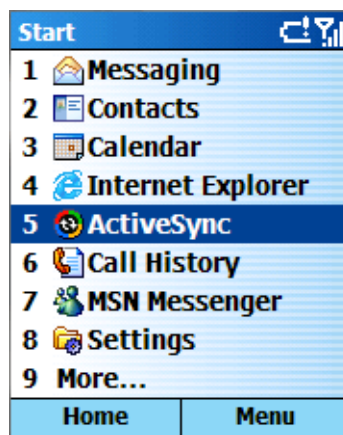 Start
1 Messaging
2 Contacts
3 Calendar
4 Internet Explorer
5 ActiveSync
6 Call History
7 MSN Messenger
8 Settings
9 More...
Home Menu